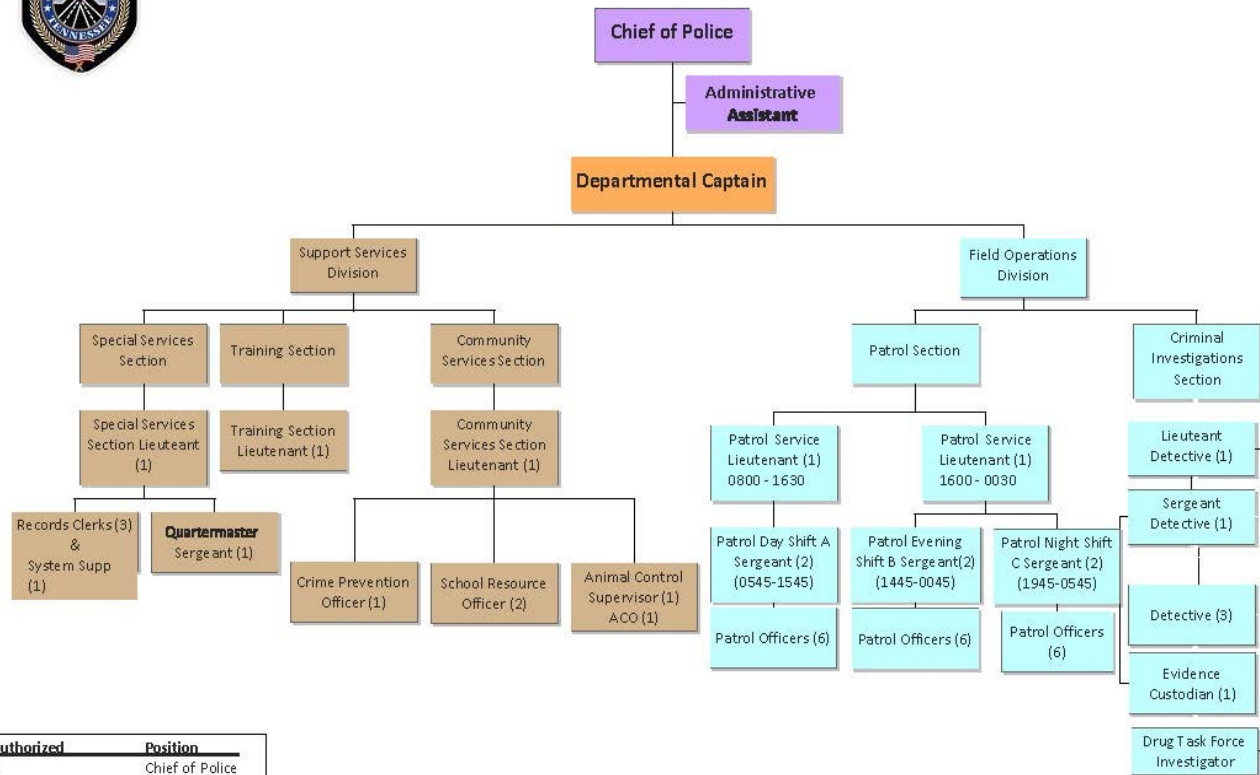 TENNESSEE
Chief of Police
Administrative
Assistant
Departmental Captain
Support Services
Division
Field Operations
Division
Special Services
Section
Training Section
Community
Services Section
Patrol Section
Criminal
Investigations
Section
Special Services
Section Lieuteant
(1)
Training Section
Lieutenant (1)
Community
Services Section
Lieutenant (1)
Patrol Service
Lieutenant (1)
0800 - 1630
Patrol Service
Lieutenant (1)
1600 - 0030
Lieuteant
Detective (1)
Sergeant
Detective (1)
Records Clerks (3)
&
System Supp
(1)
Quartermaster
Sergeant (1)
Crime Prevention
Officer (1)
School Resource
Officer (2)
Animal Control
Supervisor (1)
ACO (1)
Patrol Day Shift A
Sergeant (2)
(0545-1545)
Patrol Evening
Shift B Sergeant(2)
(1445-0045)
Patrol Night Shift
C Sergeant (2)
(1945-0545)
Patrol Officers (6)
Patrol Officers (6)
Patrol Officers
(6)
Detective (3)
Evidence
Custodian (1)
Drug Task Force
Investigator
uthorized Position
Chief of Police